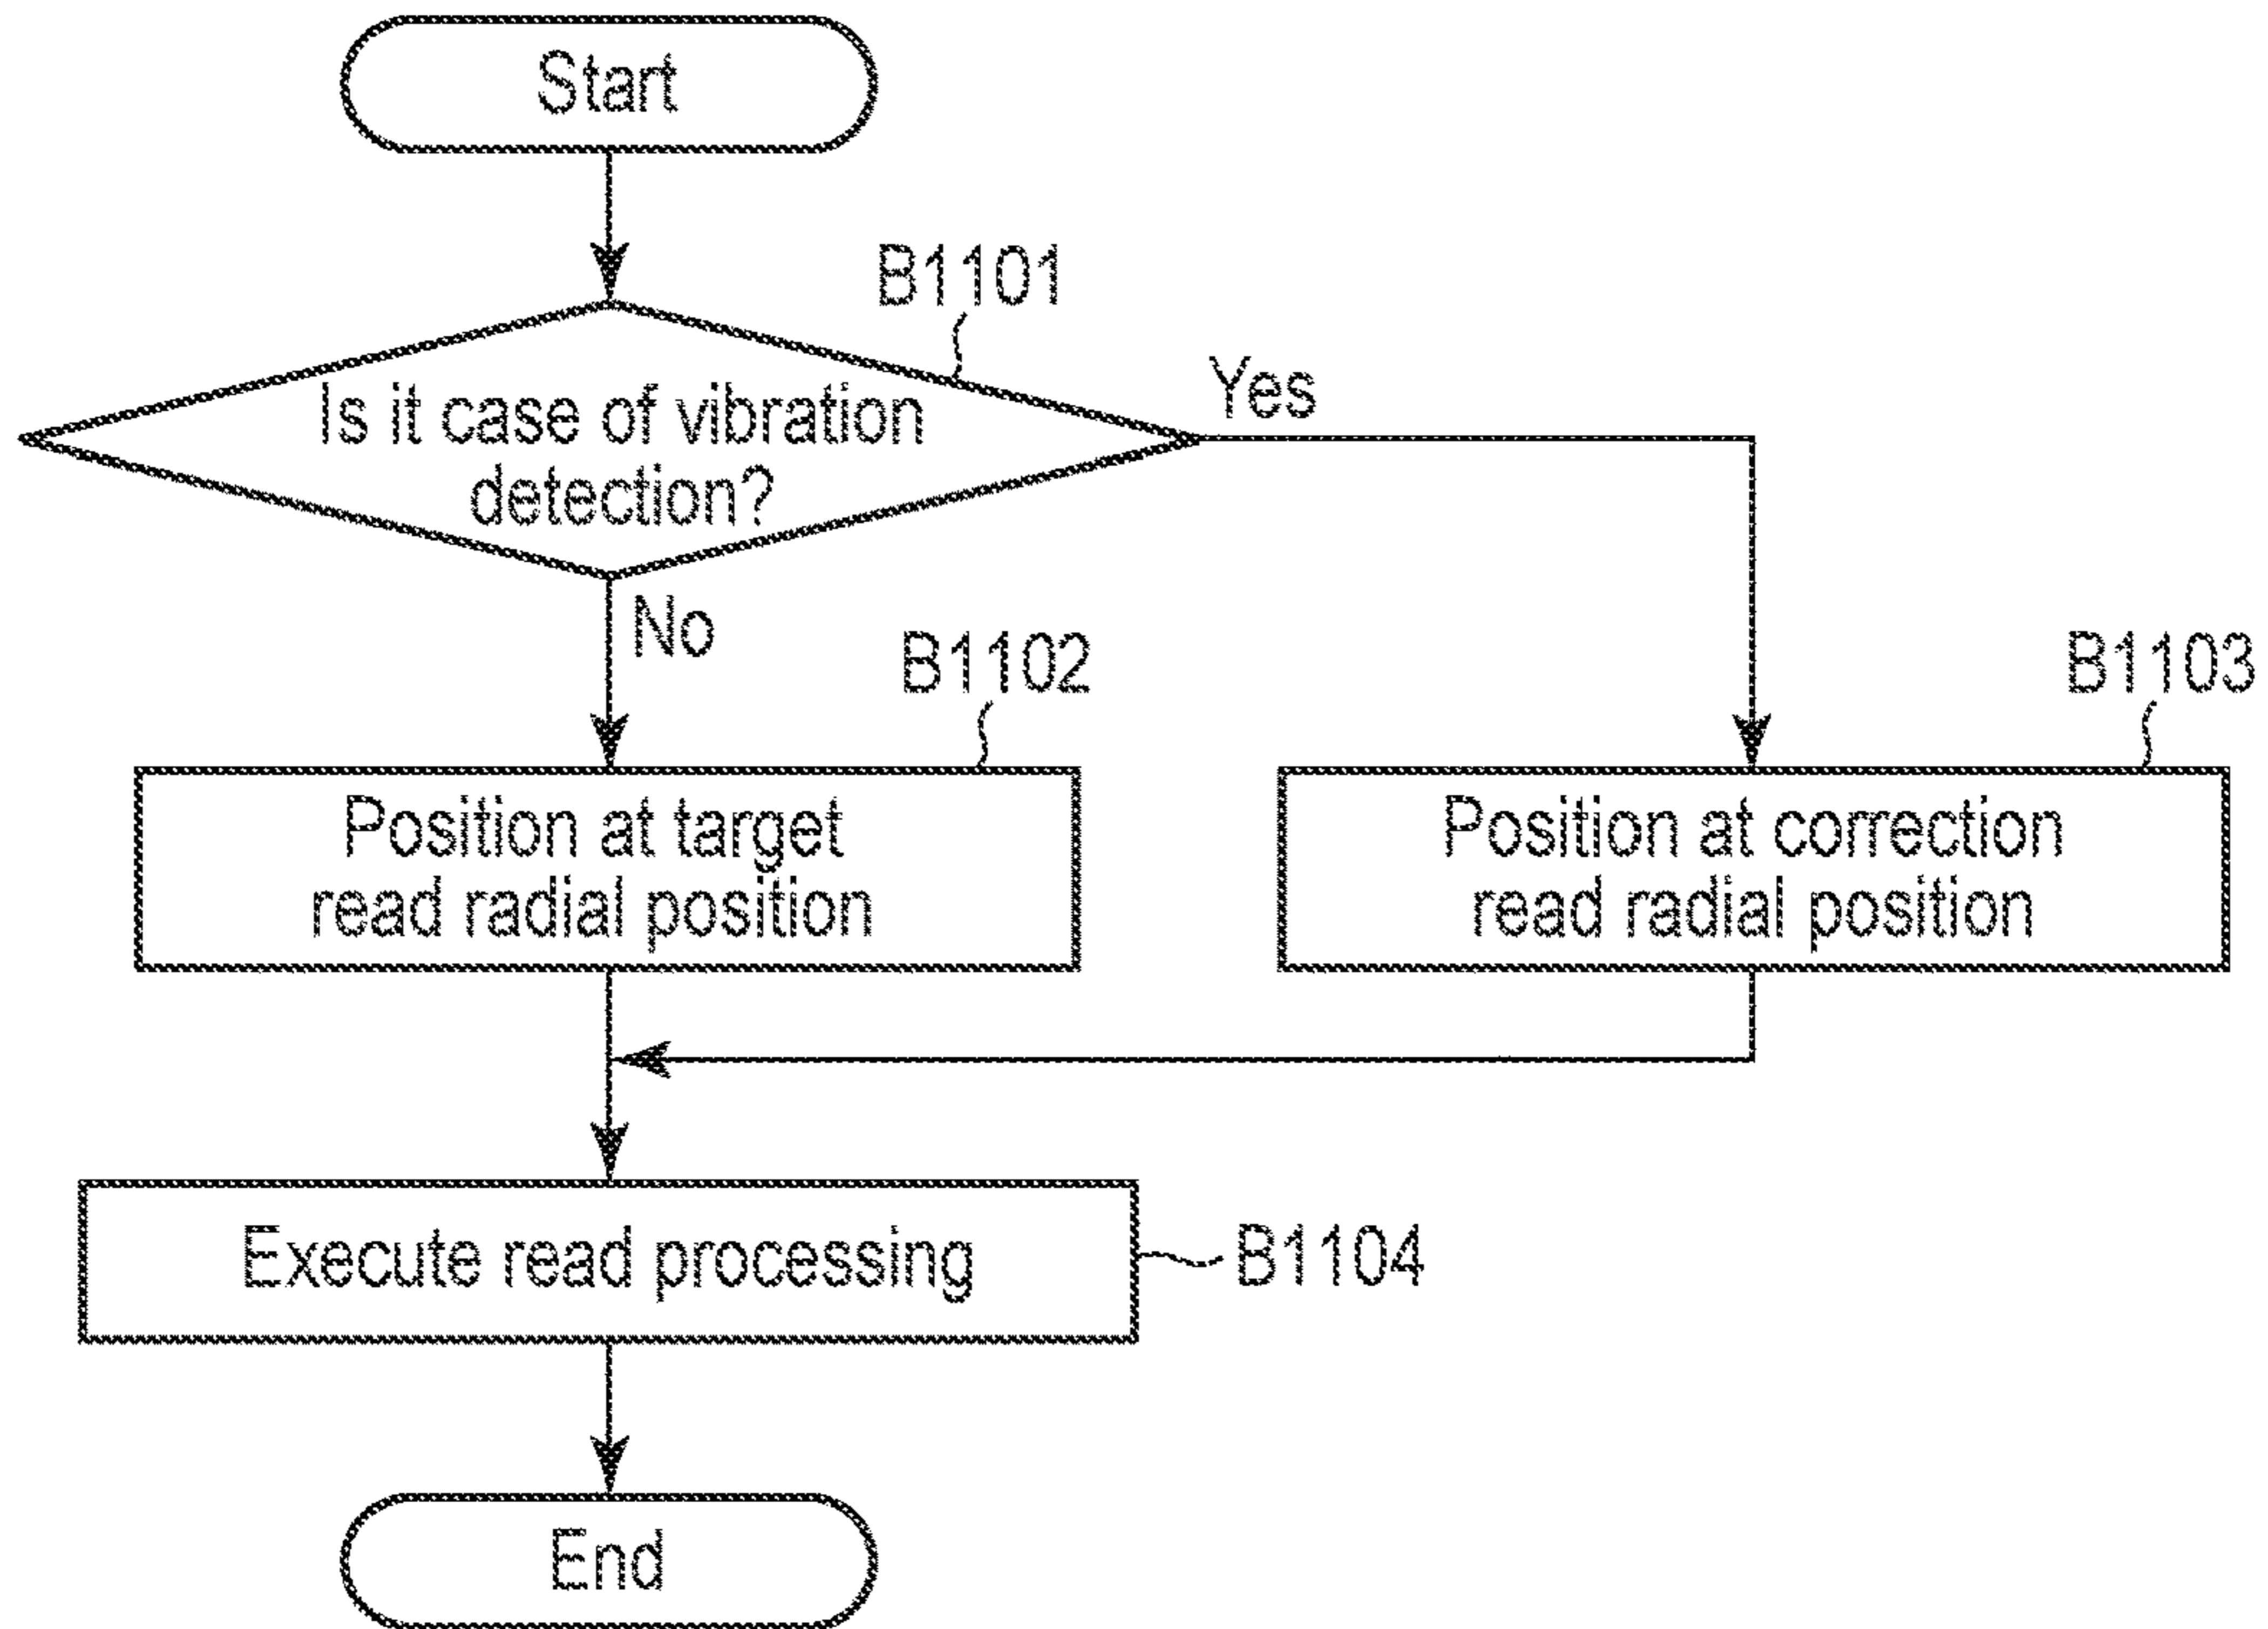 Start
B1101
Is it case of vibration
detection?
Yes
No
B1102
B1103
Position at target
read radial position
Position at correction
read radial position
Execute read processing
B1104
End